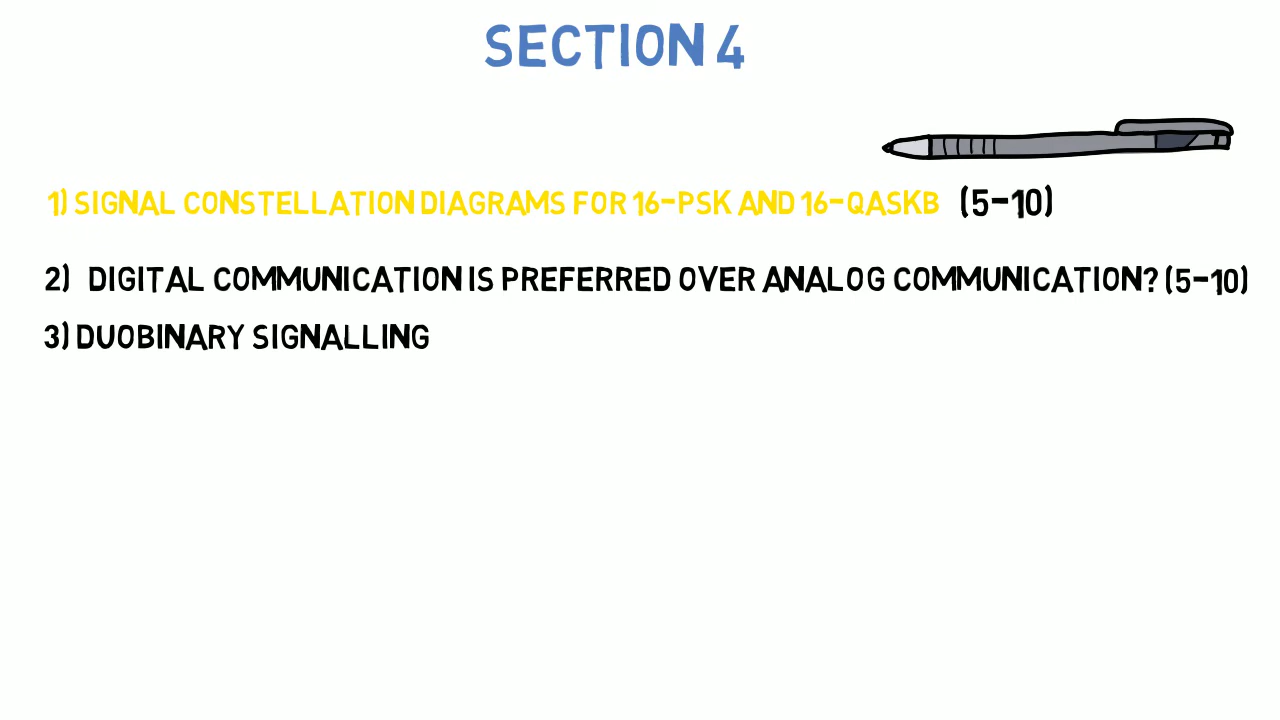 SECTION 4
1) SIGNAL CONSTELLATION DIAGRAMS FOR 16-PSK AND 16-QASKB (5-10)
2) DIGITAL COMMUNICATION IS PREFERRED OVER ANALOG COMMUNICATION? (5-10)
3) DUOBINARY SIGNALLING